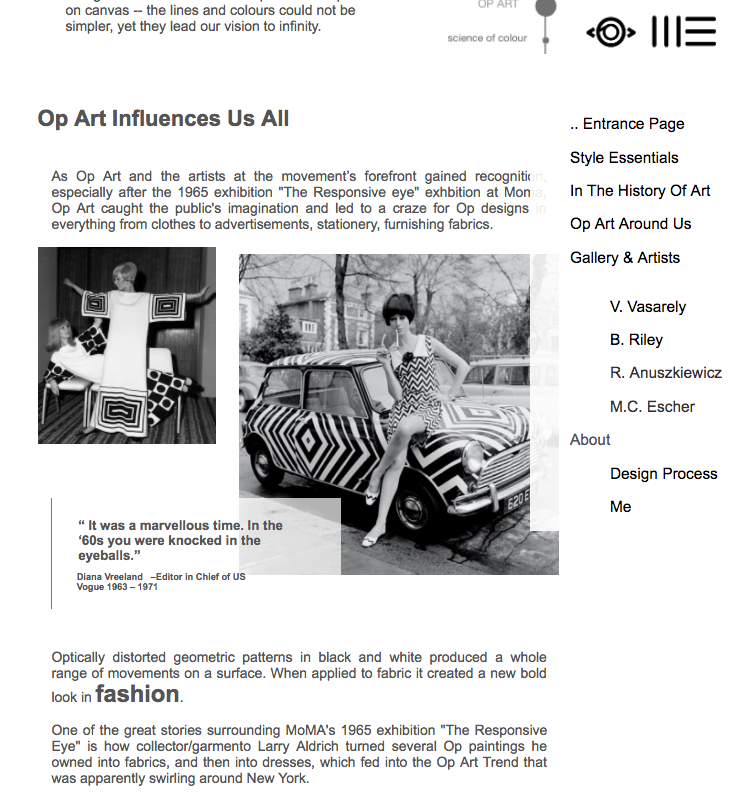 on canvas -- the lines and colours could not be
simpler, yet they lead our vision to infinity.
OP ART
science of colour
Op Art Influences Us All
As Op Art and the artists at the movement's forefront gained recognition,
especially after the 1965 exhibition "The Responsive eye" exhbition at Moma,
Op Art caught the public's imagination and led to a craze for Op designs in
everything from clothes to advertisements, stationery, furnishing fabrics.
620 E
“ It was a marvellous time. In the
‘60s you were knocked in the
eyeballs.”
Diana Vreeland –Editor in Chief of US
Vogue 1963 – 1971
Optically distorted geometric patterns in black and white produced a whole
range of movements on a surface. When applied to fabric it created a new bold
look in fashion.
One of the great stories surrounding MoMA's 1965 exhibition "The Responsive
Eye" is how collector/garmento Larry Aldrich turned several Op paintings he
owned into fabrics, and then into dresses, which fed into the Op Art Trend that
was apparently swirling around New York.
.. Entrance Page
Style Essentials
In The History Of Art
Op Art Around Us
Gallery & Artists
V. Vasarely
B. Riley
R. Anuszkiewicz
M.C. Escher
About
Design Process
Me